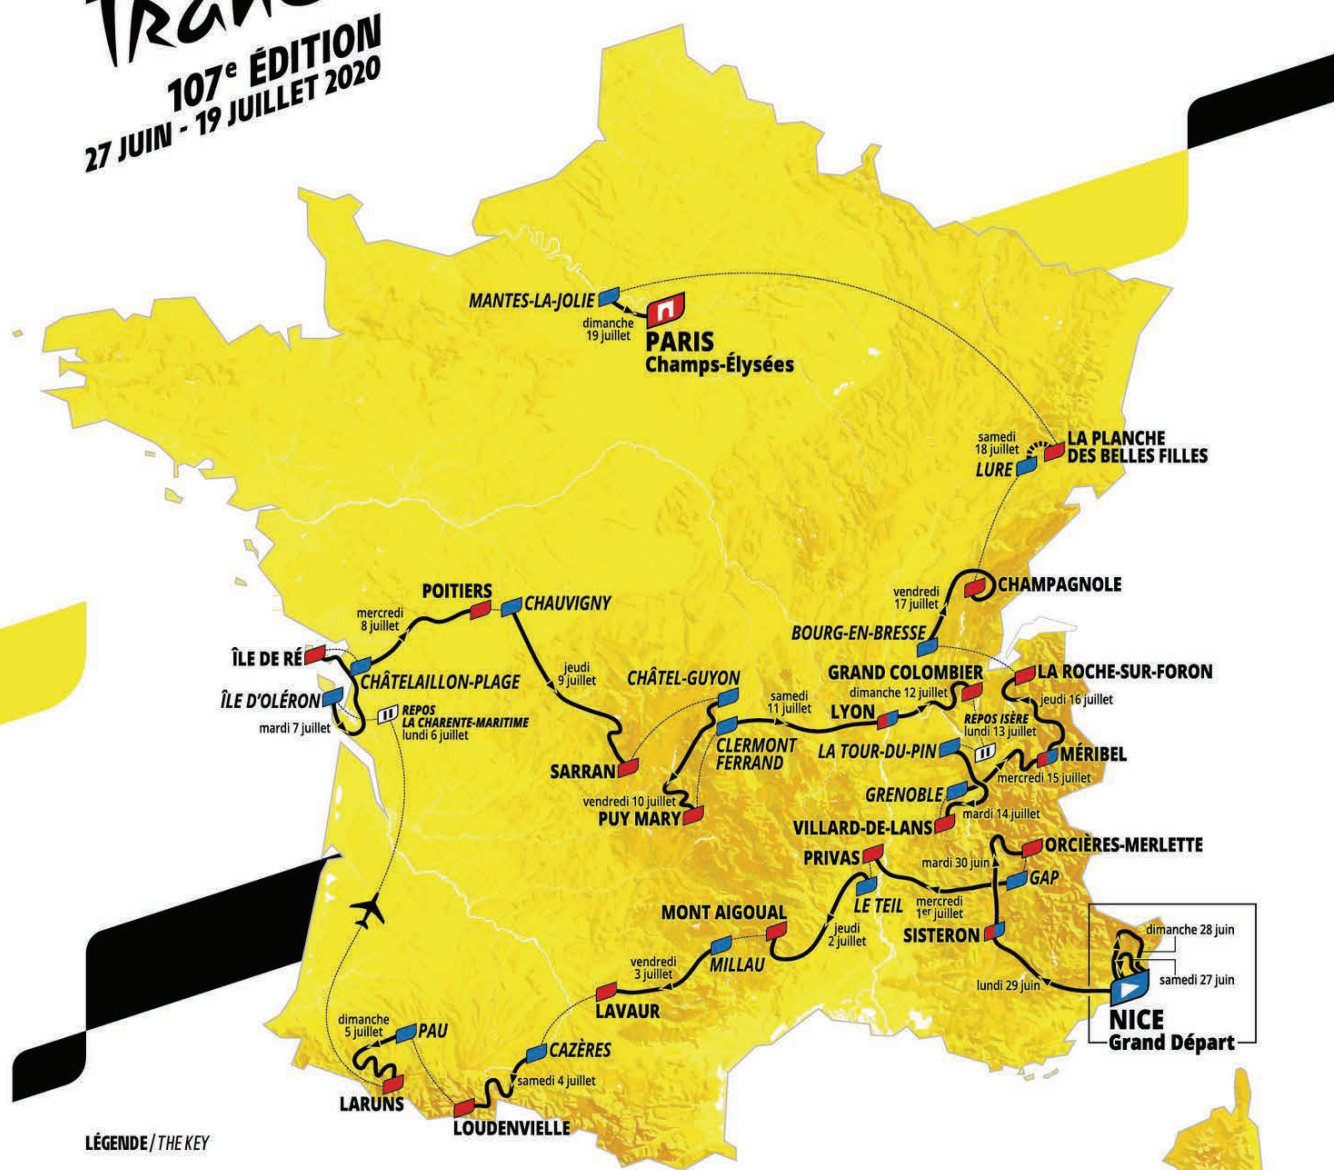 107e ÉDITION
27 JUIN - 19 JUILLET 2020
MANTES-LA-JOLIE
dimanche
19 juillet
PARIS
Champs-Élysées
samedi
18 juillet
LURE
LA PLANCHE
DES BELLES FILLES
vendredi
17 juillet
CHAMPAGNOLE
POITIERS
CHAUVIGNY
mercredi
8 juillet
BOURG-EN-BRESSE
ÎLE DE RÉ
CHÂTELAILLON-PLAGE
ÎLE D'OLÉRON
mardi 7 juillet
REPOS
LA CHARENTE-MARITIME
lundi 6 juillet
jeudi
9 juillet
CHÂTEL-GUYON
samedi
11 juillet
GRAND COLOMBIER
dimanche 12 juillet
LYON
LA ROCHE-SUR-FORON
jeudi 16 juillet
REPOS ISÈRE
lundi 13 juillet
CLERMONT
FERRAND
LA TOUR-DU-PIN
MÉRIBEL
mercredi 15 juillet
SARRAN
GRENOBLE
vendredi 10 juillet
PUY MARY
mardi 14 juillet
VILLARD-DE-LANS
ORCIÈRES-MERLETTE
PRIVAS
mardi 30 juin
GAP
LE TEIL
mercredi
1er juillet
MONT AIGOUAL
jeudi
2 juillet
SISTERON
dimanche 28 juin
MILLAU
vendredi
3 juillet
lundi 29 juin
samedi 27 juin
LAVAUR
NICE
Grand Départ
dimanche
5 juillet
PAU
CAZÈRES
samedi 4 juillet
LARUNS
LOUDENVIELLE
LÉGENDE / THE KEY